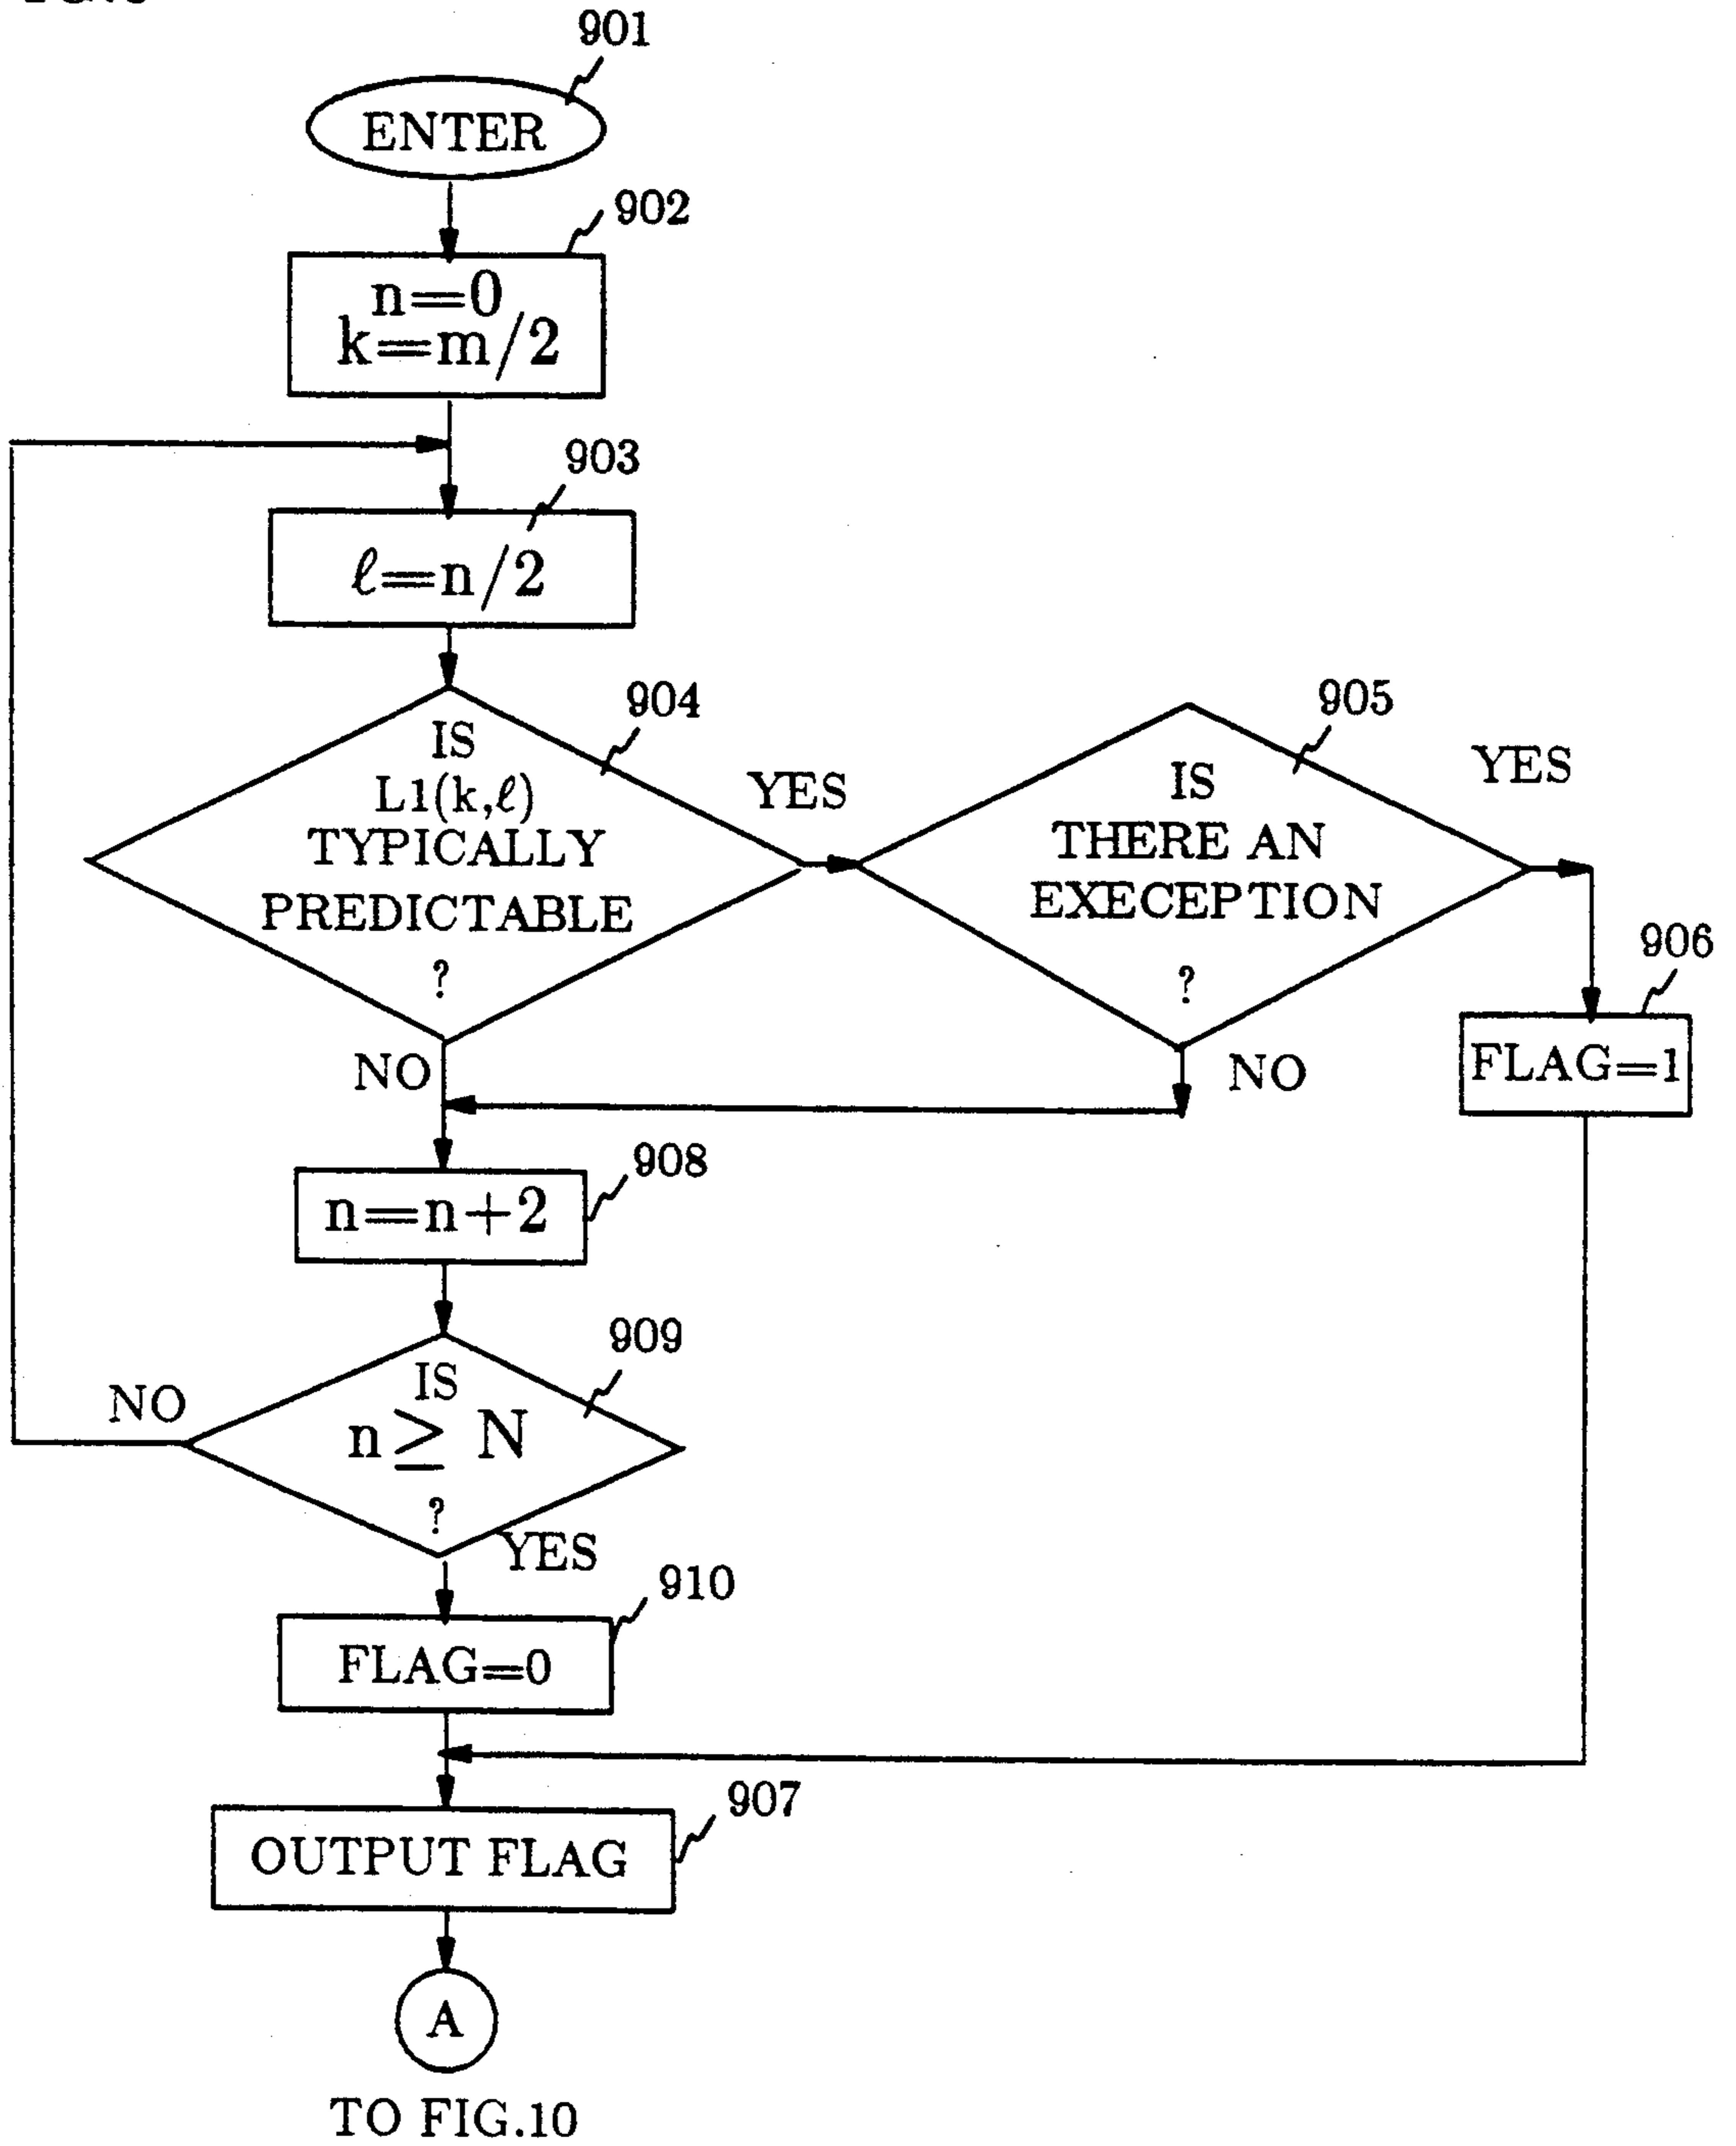 901
ENTER
902
n=0
k=m/2
903
ℓ=n/2
904
IS
L1(k,ℓ)
TYPICALLY
PREDICTABLE
?
YES
NO
905
IS
THERE AN
EXECEPTION
?
YES
NO
906
FLAG=1
908
n=n+2
909
IS
n≥ N
?
NO
YES
910
FLAG=0
907
OUTPUT FLAG
A
TO FIG.10